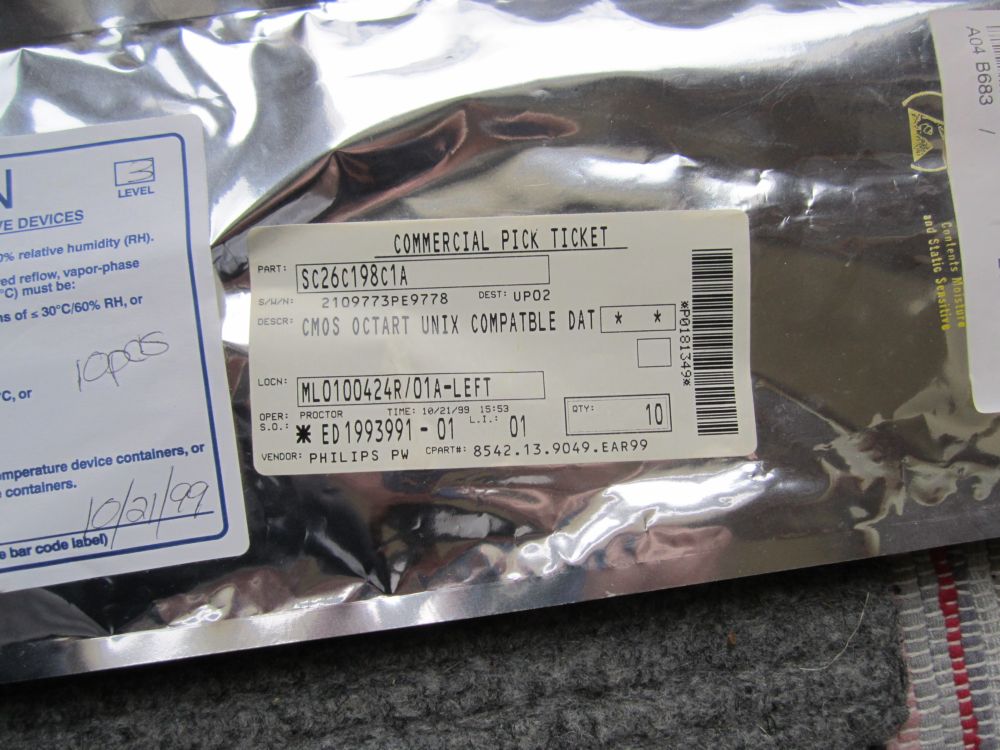 N
3
LEVEL
VE DEVICES
0% relative humidity (RH).
red reflow, vapor-phase
°C) must be:
ns of ≤ 30°C/60% RH, or
10pcs
°C, or
emperature device containers, or
e containers.
10/21/99
e bar code label)
COMMERCIAL PICK TICKET
PART: SC26C198C1A
S/W/N: 2109773PE9778 DEST: UP02
DESCR: CMOS OCTART UNIX COMPATBLE DAT * *
LOCN: ML0100424R/01A-LEFT
OPER: PROCTOR TIME: 10/21/99 15:53
S.O.: * ED1993991-01 L.I.: 01
QTY: 10
VENDOR: PHILIPS PW CPART#: 8542.13.9049.EAR99
*P0181349*
A04 B683 /
Contents Moisture
and Static Sensitive